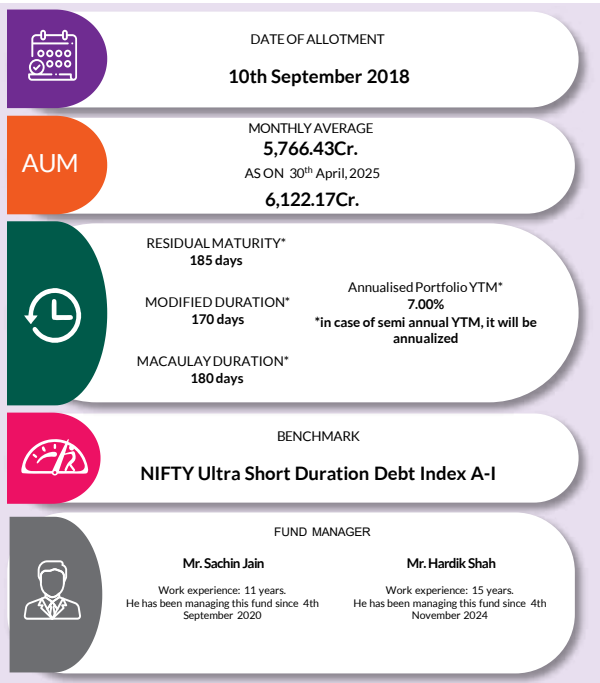 DATE OF ALLOTMENT
10th September 2018
AUM
MONTHLY AVERAGE
5,766.43Cr.
AS ON 30th April, 2025
6,122.17Cr.
RESIDUAL MATURITY*
185 days
MODIFIED DURATION*
170 days
MACAULAY DURATION*
180 days
Annualised Portfolio YTM*
7.00%
*in case of semi annual YTM, it will be
annualized
BENCHMARK
NIFTY Ultra Short Duration Debt Index A-I
FUND MANAGER
Mr. Sachin Jain
Work experience: 11 years.
He has been managing this fund since 4th
September 2020
Mr. Hardik Shah
Work experience: 15 years.
He has been managing this fund since 4th
November 2024